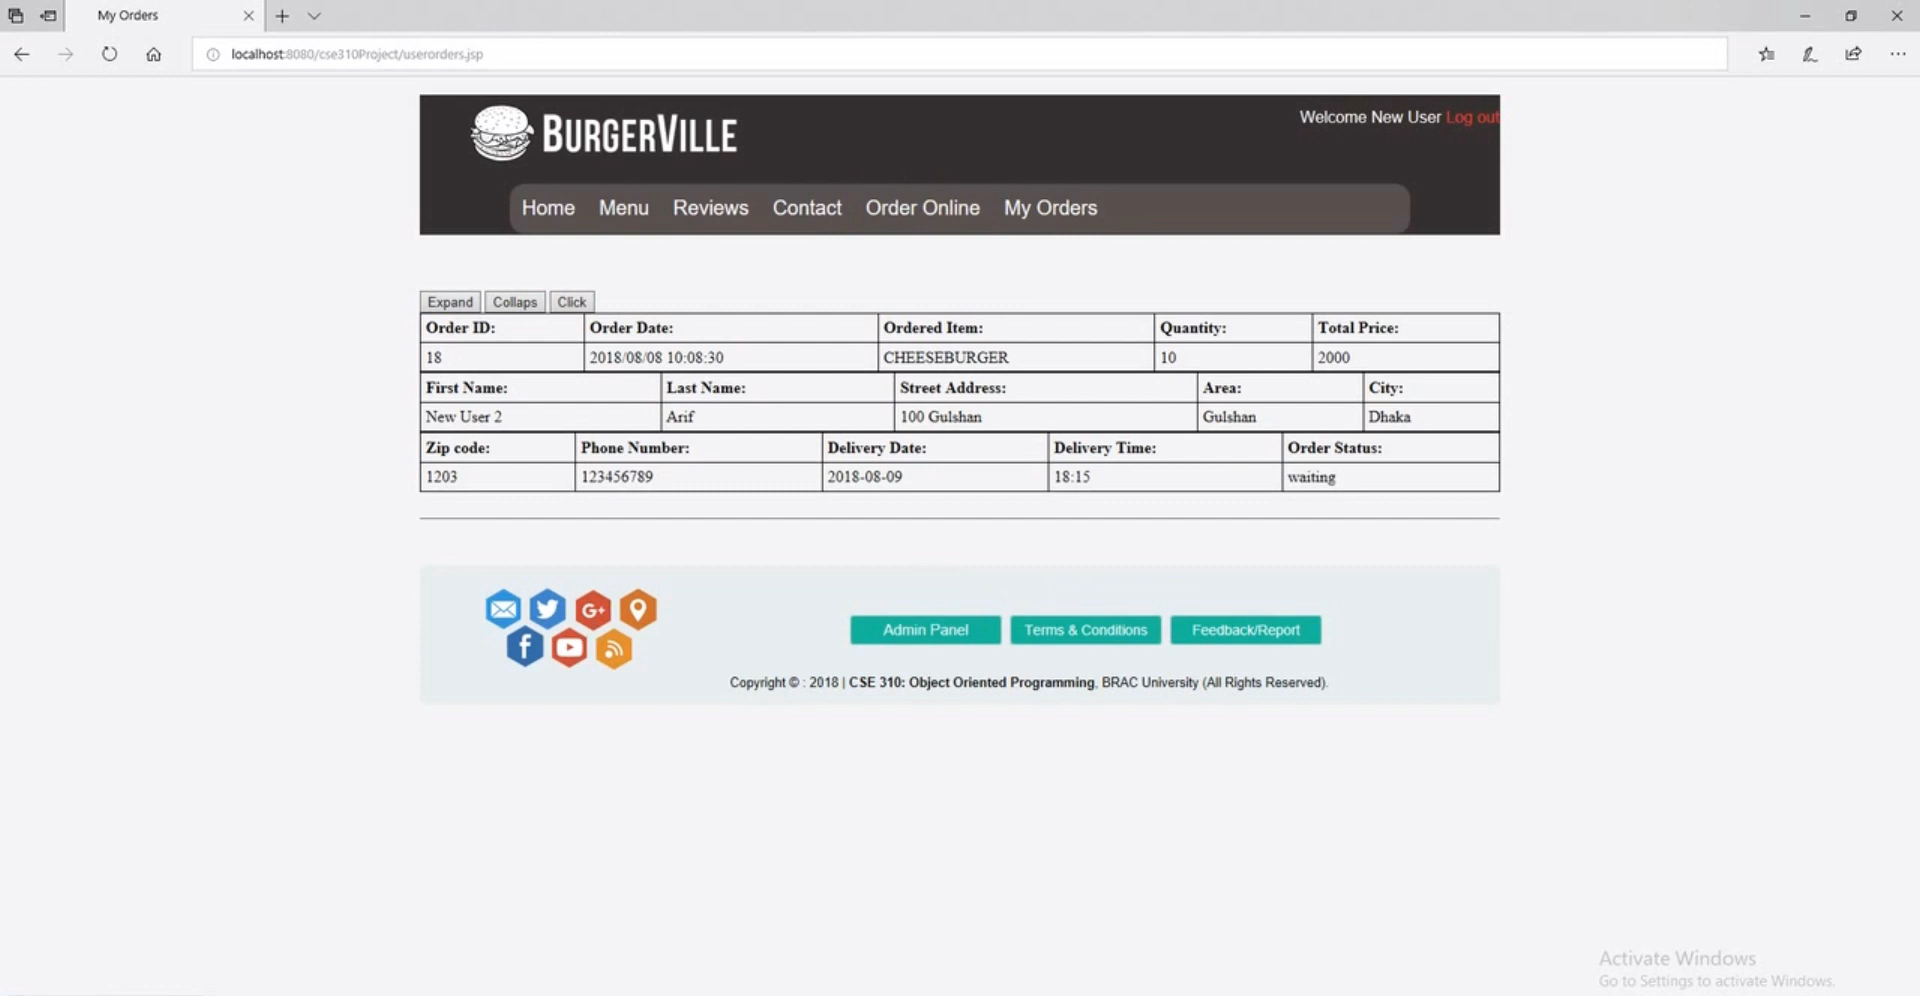 My Orders
localhost:8080/cse310Project/userorders.jsp
BURGERVILLE
Welcome New User Log out
Home Menu Reviews Contact Order Online My Orders
Expand Collaps Click
Order ID: Order Date: Ordered Item: Quantity: Total Price:
18 2018/08/08 10:08:30 CHEESEBURGER 10 2000
First Name: Last Name: Street Address: Area: City:
New User 2 Arif 100 Gulshan Gulshan Dhaka
Zip code: Phone Number: Delivery Date: Delivery Time: Order Status:
1203 123456789 2018-08-09 18:15 waiting
G+
f
Admin Panel Terms & Conditions Feedback/Report
Copyright © : 2018 | CSE 310: Object Oriented Programming, BRAC University (All Rights Reserved).
Activate Windows
Go to Settings to activate Windows.